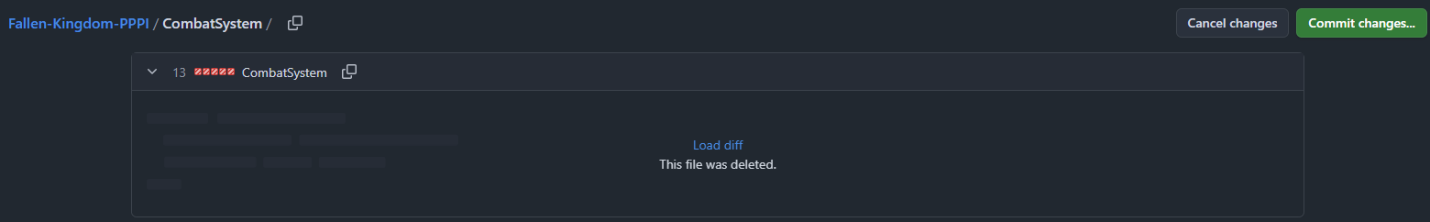 Fallen-Kingdom-PPPI / CombatSystem /
Cancel changes
Commit changes...
13 CombatSystem
Load diff
This file was deleted.